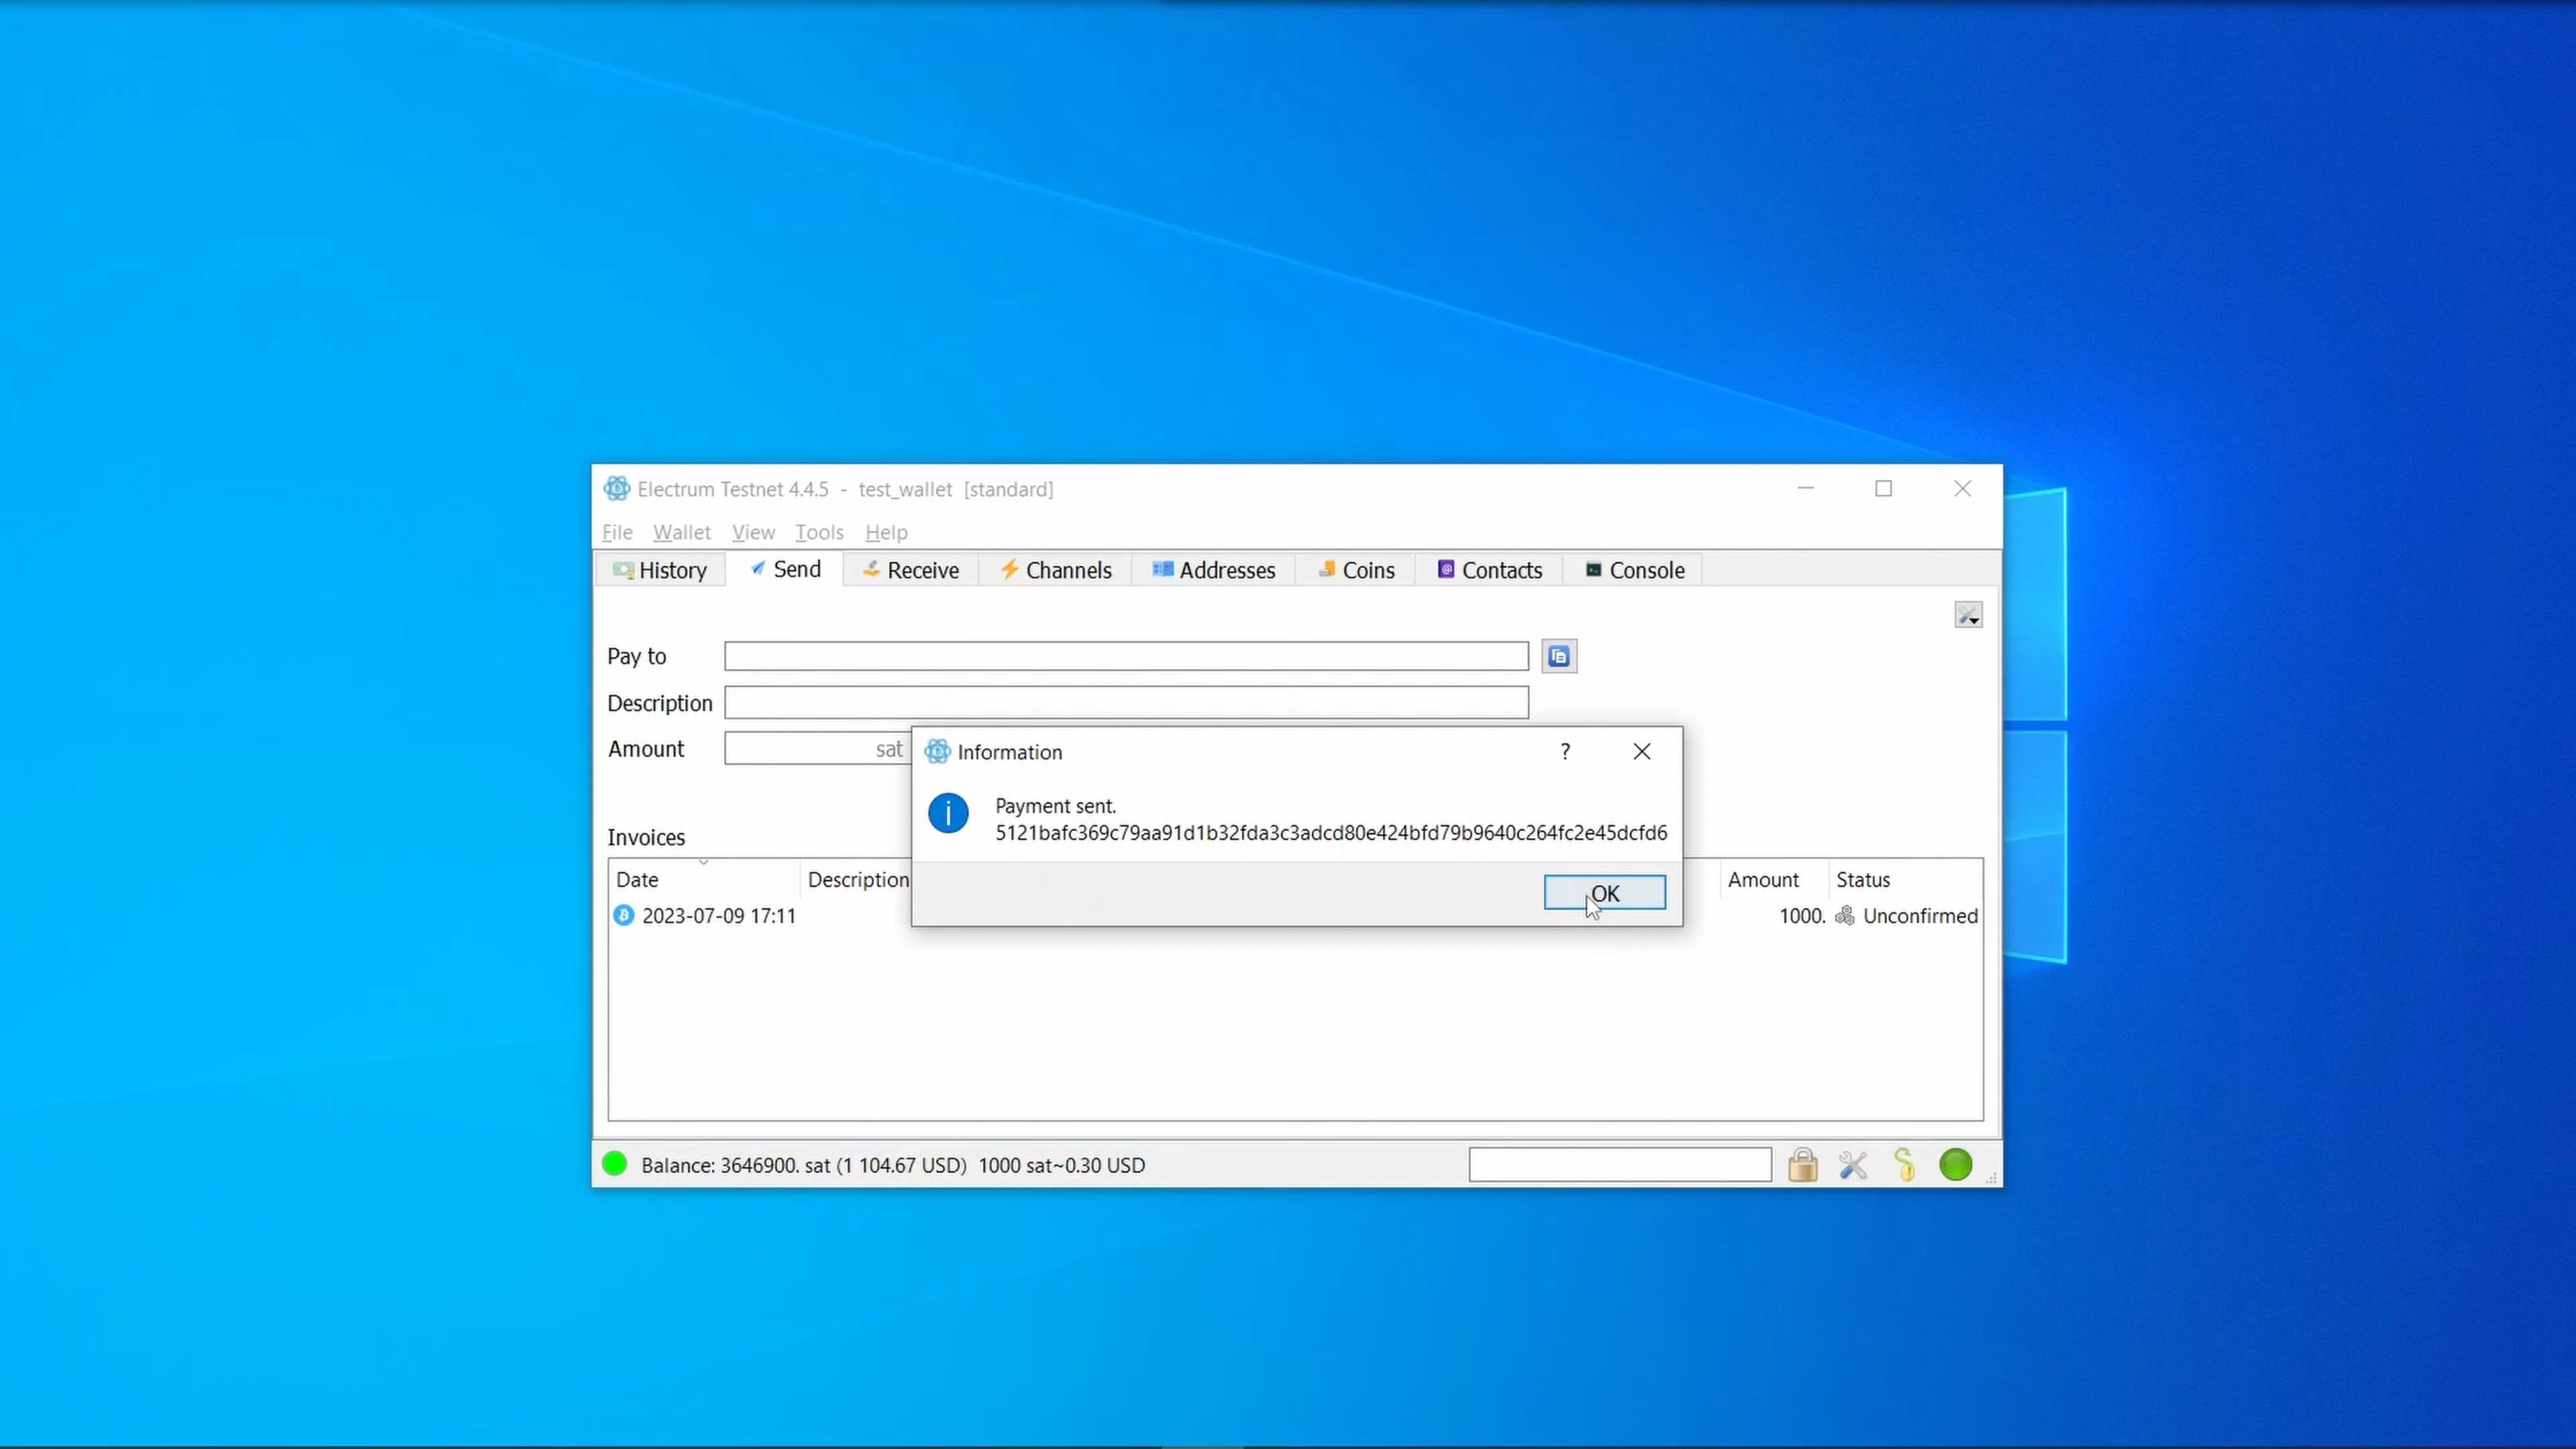 Electrum Testnet 4.4.5 - test_wallet [standard]
File Wallet View Tools Help
History Send Receive Channels Addresses Coins Contacts Console
Pay to
Description
Amount sat
Information ?
Payment sent.
5121bafc369c79aa91d1b32fda3c3adcd80e424bfd79b9640c264fc2e45dcfd6
OK
Invoices
Date Description Amount Status
2023-07-09 17:11 1000. Unconfirmed
Balance: 3646900. sat (1 104.67 USD) 1000 sat~0.30 USD